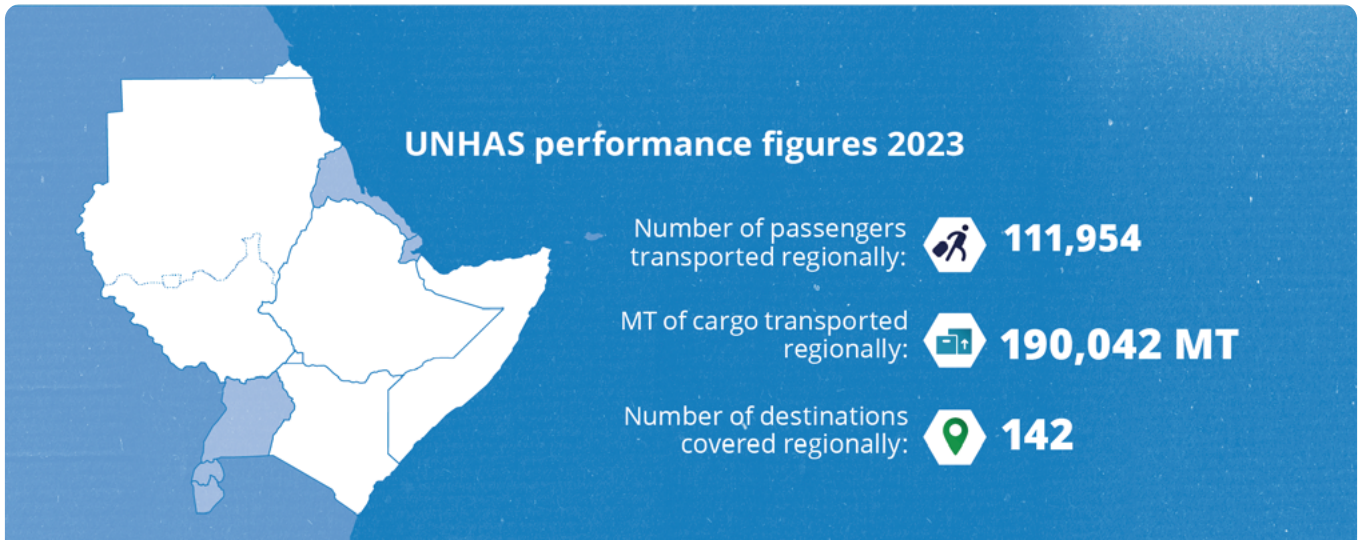 UNHAS performance figures 2023
Number of passengers
transported regionally:
111,954
MT of cargo transported
regionally:
190,042 MT
Number of destinations
covered regionally:
142